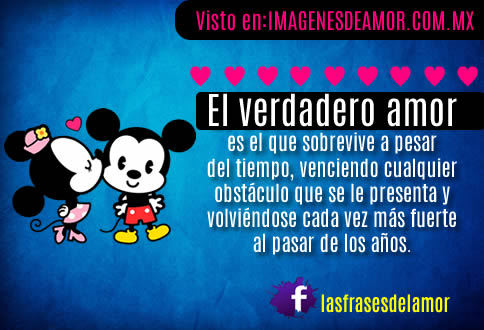 Visto en:IMAGENESDEAMOR.COM.MX
El verdadero amor
es el que sobrevive a pesar
del tiempo, venciendo cualquier
obstáculo que se le presenta y
volviéndose cada vez más fuerte
al pasar de los años.
f lasfrasesdelamor